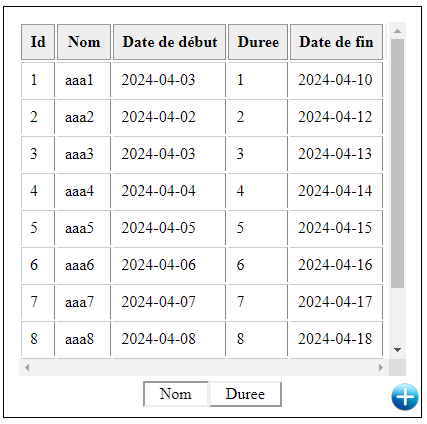 Id Nom Date de début Duree Date de fin
1 aaa1 2024-04-03 1 2024-04-10
2 aaa2 2024-04-02 2 2024-04-12
3 aaa3 2024-04-03 3 2024-04-13
4 aaa4 2024-04-04 4 2024-04-14
5 aaa5 2024-04-05 5 2024-04-15
6 aaa6 2024-04-06 6 2024-04-16
7 aaa7 2024-04-07 7 2024-04-17
8 aaa8 2024-04-08 8 2024-04-18
Nom Duree